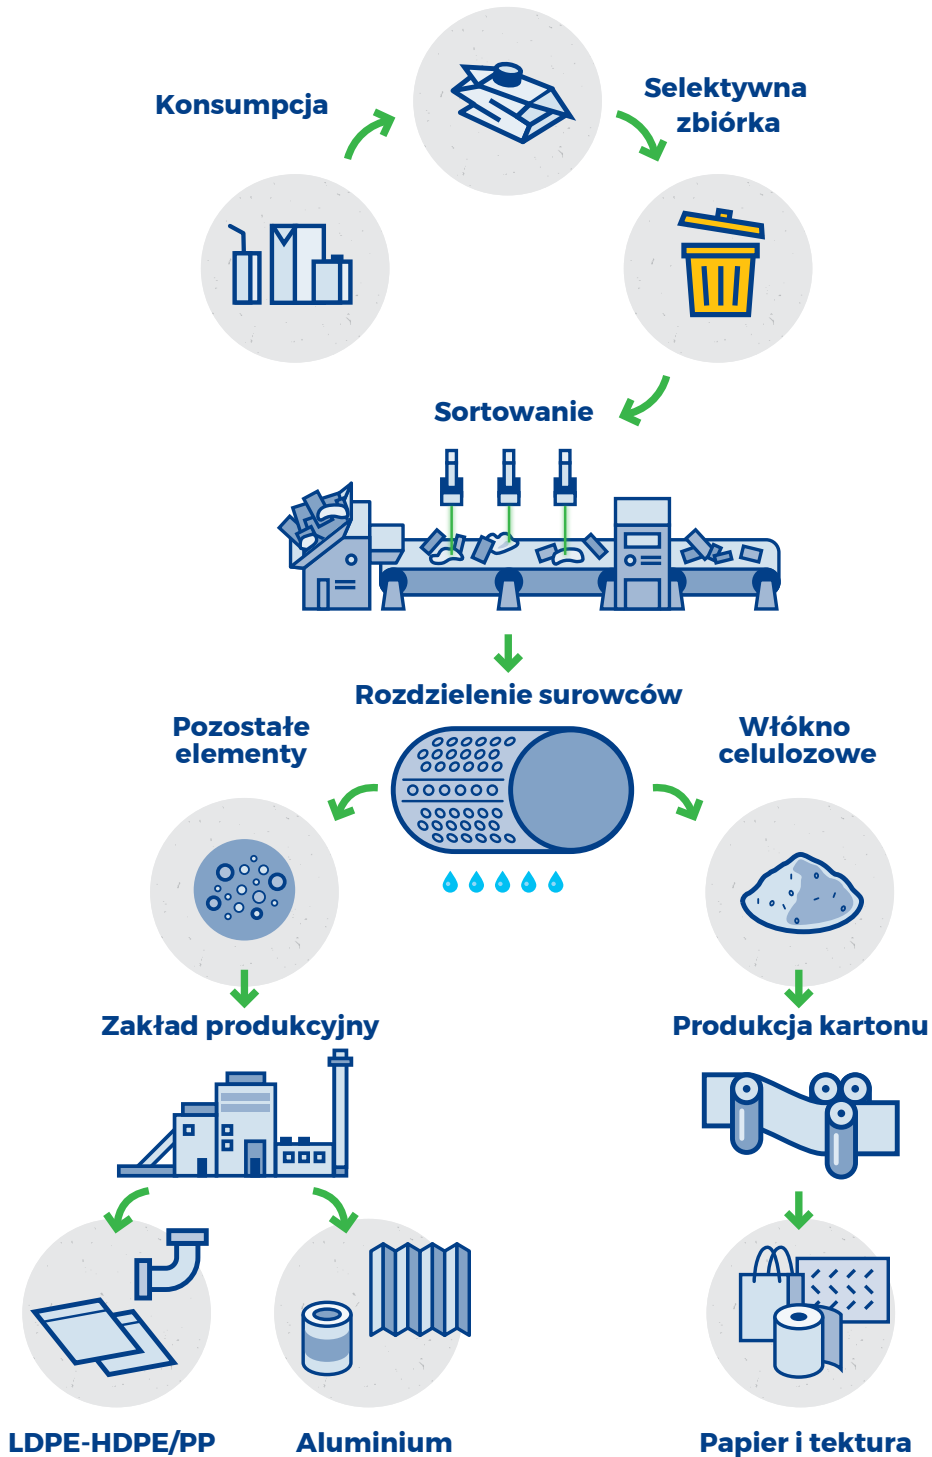 Konsumpcja
Selektywna
zbiórka
Sortowanie
Rozdzielenie surowców
Pozostałe
elementy
Włókno
celulozowe
Zakład produkcyjny
Produkcja kartonu
LDPE-HDPE/PP
Aluminium
Papier i tektura